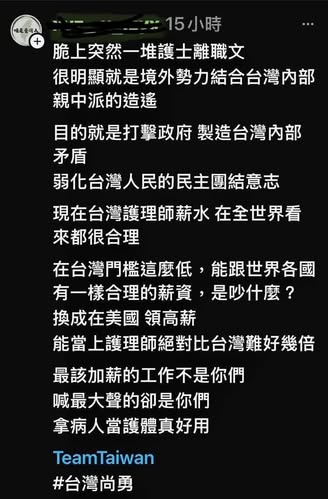 15小時
脆上突然一堆護士離職文
很明顯就是境外勢力結合台灣內部
親中派的造遙
目的就是打擊政府 製造台灣內部
矛盾
弱化台灣人民的民主團結意志
現在台灣護理師薪水 在全世界看
來都很合理
在台灣門檻這麼低，能跟世界各國
有一樣合理的薪資，是吵什麼？
換成在美國 領高薪
能當上護理師絕對比台灣難好幾倍
最該加薪的工作不是你們
喊最大聲的卻是你們
拿病人當護體真好用
TeamTaiwan
#台灣尚勇